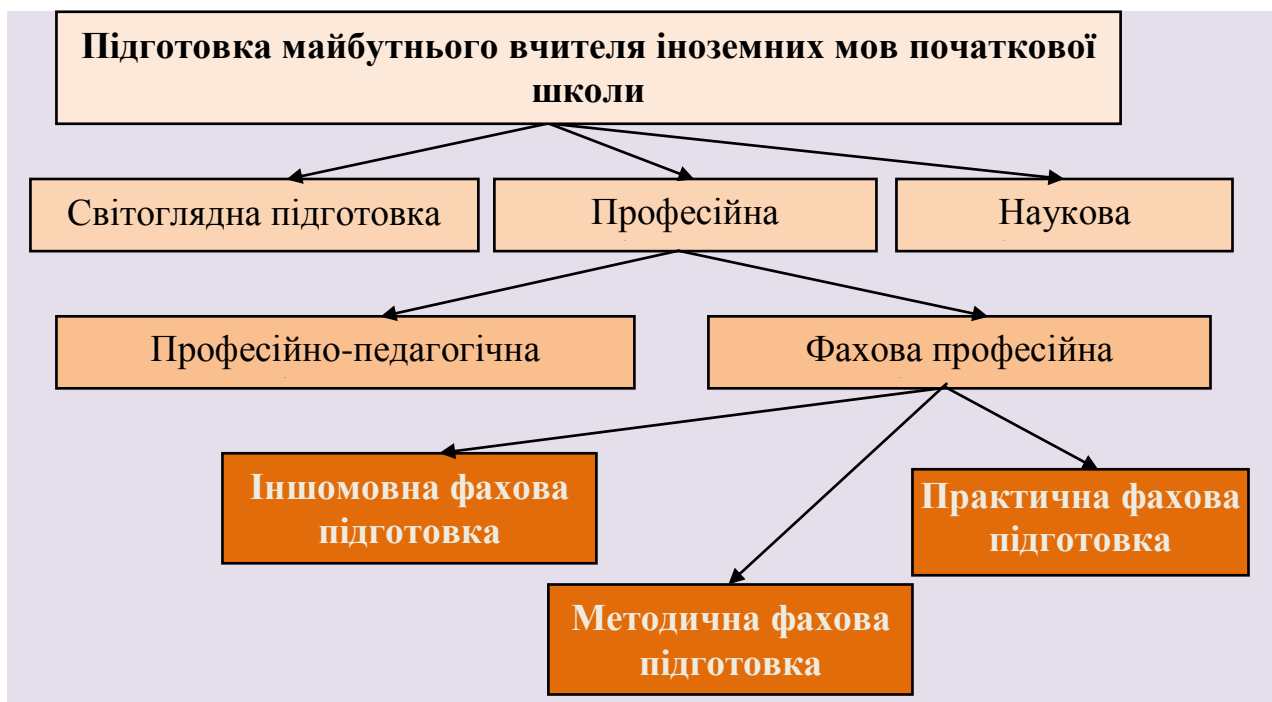 Підготовка майбутнього вчителя іноземних мов початкової
школи
Світоглядна підготовка
Професійна
Наукова
Професійно-педагогічна
Фахова професійна
Іншомовна фахова
підготовка
Практична фахова
підготовка
Методична фахова
підготовка